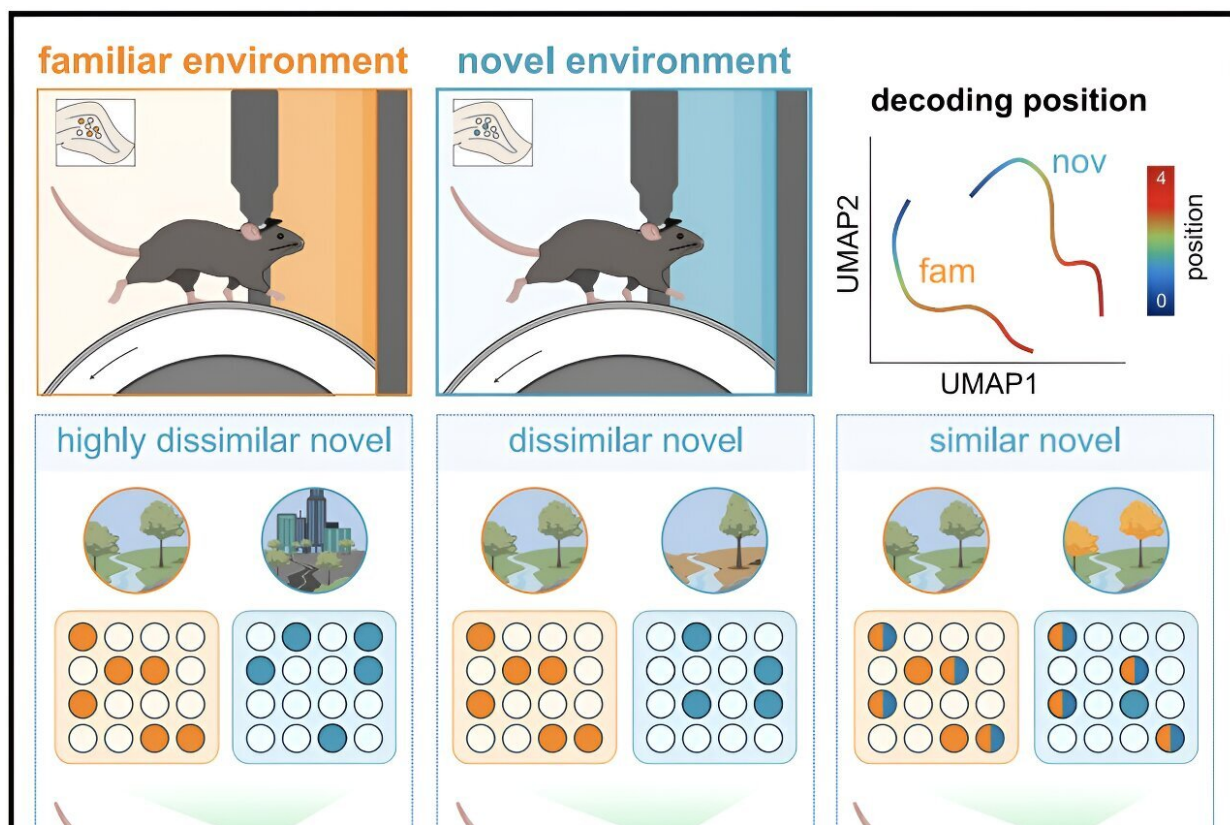 familiar environment
novel environment
decoding position
nov
fam
UMAP2
UMAP1
4
0
position
highly dissimilar novel
dissimilar novel
similar novel